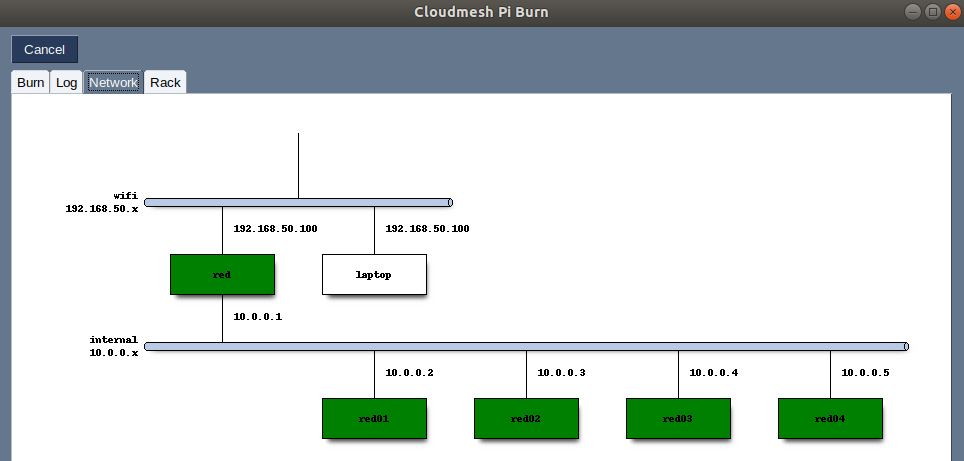 Cloudmesh Pi Burn
Cancel
Burn Log Network Rack
wifi
192.168.50.x
192.168.50.100 192.168.50.100
red laptop
10.0.0.1
internal
10.0.0.x
10.0.0.2 10.0.0.3 10.0.0.4 10.0.0.5
red01 red02 red03 red04